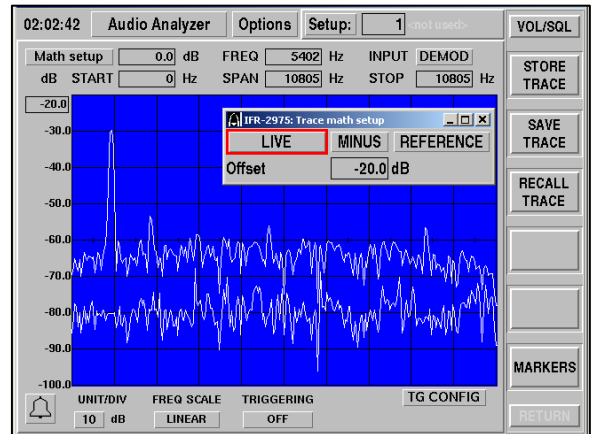 02:02:42 Audio Analyzer Options Setup: 1 <not used> VOL/SQL
Math setup 0.0 dB FREQ 5402 Hz INPUT DEMOD
dB START 0 Hz SPAN 10805 Hz STOP 10805 Hz
STORE
TRACE
-20.0
IFR-2975: Trace math setup
LIVE MINUS REFERENCE
Offset -20.0 dB
SAVE
TRACE
RECALL
TRACE
-30.0
-40.0
-50.0
-60.0
-70.0
-80.0
-90.0
-100.0
MARKERS
UNIT/DIV FREQ SCALE TRIGGERING TG CONFIG
10 dB LINEAR OFF
RETURN